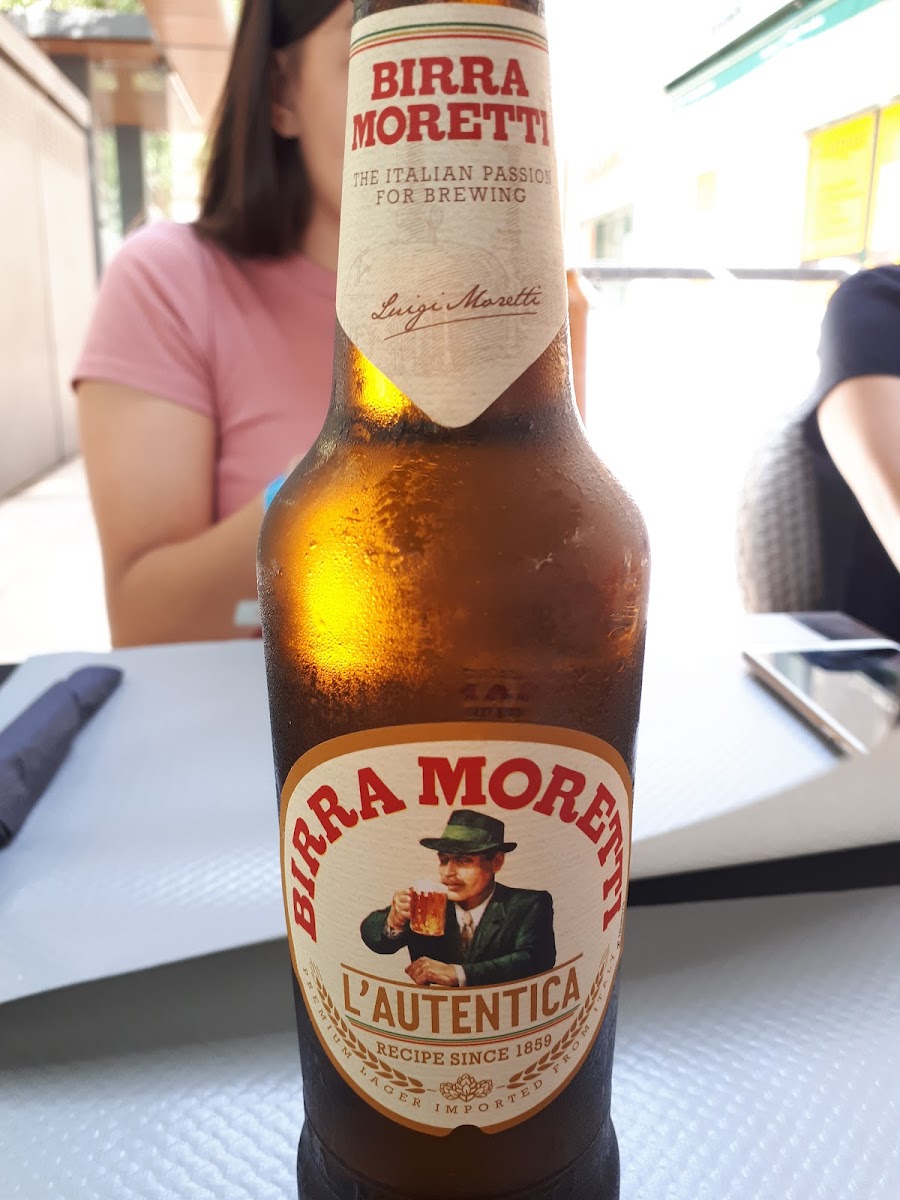 BIRRA
MORETTI
THE ITALIAN PASSION
FOR BREWING
Luigi Moretti
BIRRA MORETTI
L'AUTENTICA
RECIPE SINCE 1859
PREMIUM LAGER IMPORTED FROM ITALY